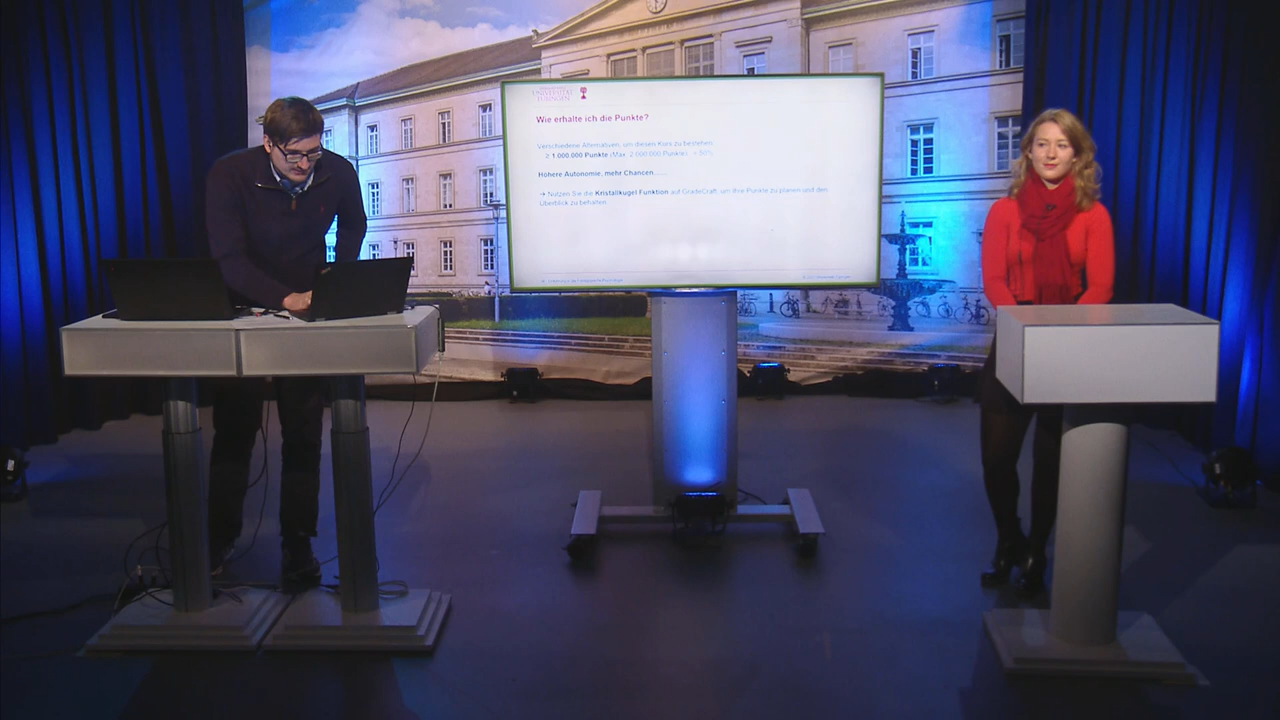 UNIVERSITÄT
TÜBINGEN
Wie erhalte ich die Punkte?
Verschiedene Alternativen, um diesen Kurs zu bestehen:
≥ 1.000.000 Punkte (Max. 2.000.000 Punkte); ≈ 50%
Höhere Autonomie, mehr Chancen......
➔ Nutzen Sie die Kristallkugel Funktion auf GradeCraft, um Ihre Punkte zu planen und den
Überblick zu behalten.